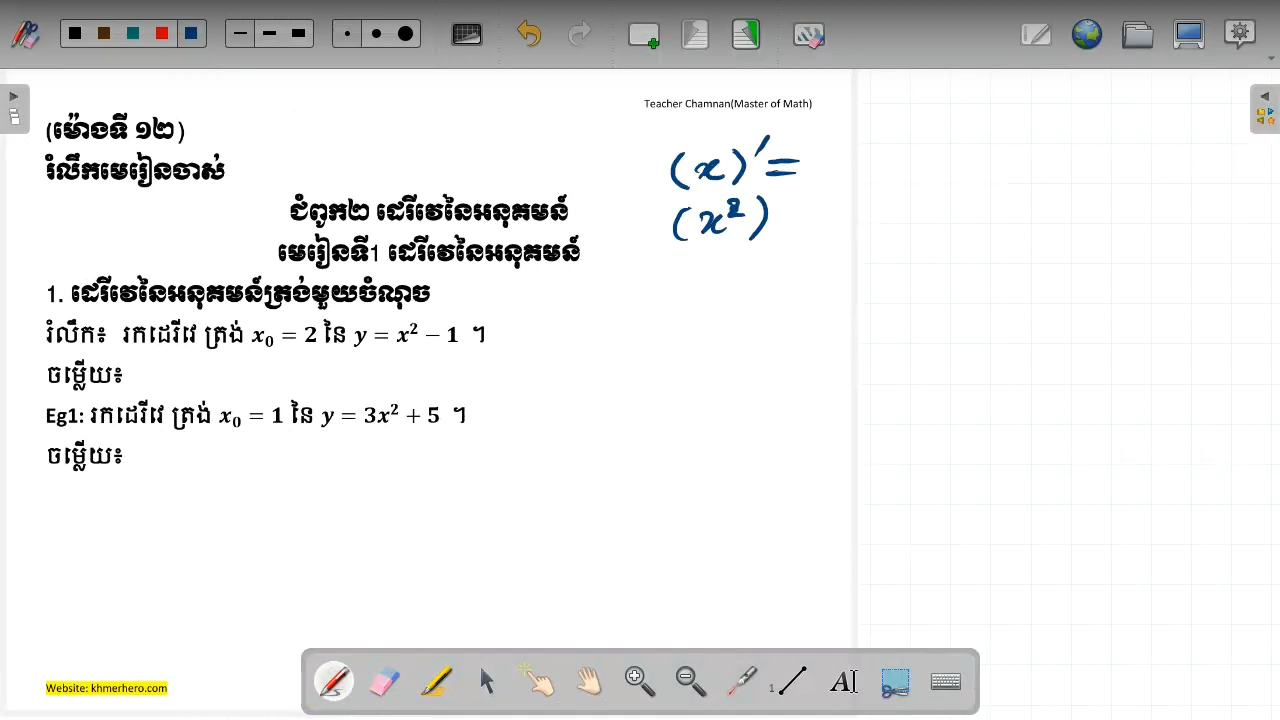 Teacher Chamnan(Master of Math)
(ម៉ោងទី ១២)
រំលឹកមេរៀនចាស់
ជំពូក២ ដេរីវេនៃអនុគមន៍
មេរៀនទី1 ដេរីវេនៃអនុគមន៍
1. ដេរីវេនៃអនុគមន៍ត្រង់មួយចំណុច
រំលឹក៖ រកដេរីវេ ត្រង់ x₀ = 2 នៃ y = x² − 1 ។
ចម្លើយ៖
Eg1: រកដេរីវេ ត្រង់ x₀ = 1 នៃ y = 3x² + 5 ។
ចម្លើយ៖
(x)′ =
(x²)
Website: khmerhero.com